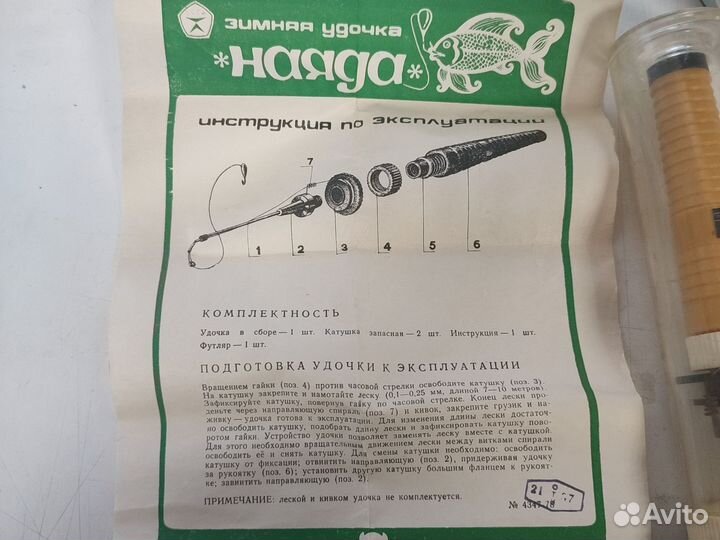 зимняя удочка
*наяда*
инструкция по эксплуатации
7
1 2 3 4 5 6
КОМПЛЕКТНОСТЬ
Удочка в сборе — 1 шт. Катушка запасная — 2 шт. Инструкция — 1 шт.
Футляр — 1 шт.
ПОДГОТОВКА УДОЧКИ К ЭКСПЛУАТАЦИИ
Вращением гайки (поз. 4) против часовой стрелки освободите катушку (поз. 3).
На катушку закрепите и намотайте леску (0,1—0,25 мм, длиной 7—10 метров).
Зафиксируйте катушку, повернув гайку по часовой стрелке. Конец лески про-
деньте через направляющую спираль (поз. 7) и кивок, закрепите грузик и на-
живку — удочка готова к эксплуатации. Для изменения длины лески достаточ-
но освободить катушку, подобрать длину лески и зафиксировать катушку пово-
ротом гайки. Устройство удочки позволяет заменять леску вместе с катушкой.
Для этого необходимо вращательным движением лески между витками спирали
освободить её и снять катушку. Для смены катушки необходимо: освободить
катушку от фиксации; отвинтить направляющую (поз. 2), придерживая удочку
за рукоятку (поз. 6); установить другую катушку большим фланцем к рукоят-
ке; завинтить направляющую (поз. 2).
ПРИМЕЧАНИЕ: леской и кивком удочка не комплектуется.
№ 4347-78
Avito